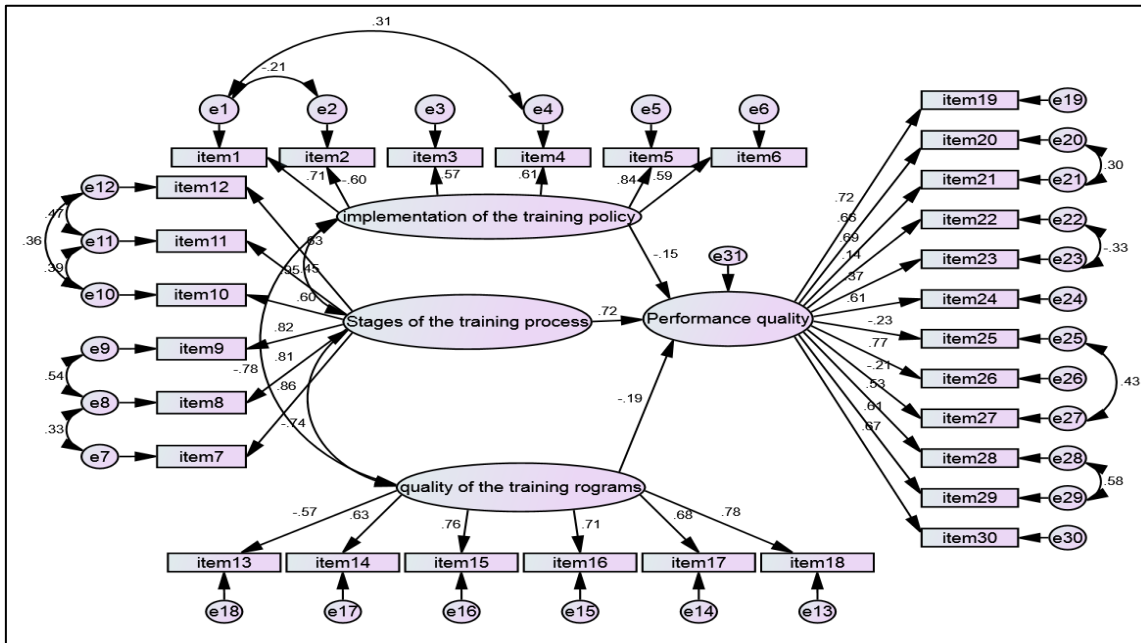 .31
-.21
e1
e2
e3
e4
e5
e6
item1
item2
item3
item4
item5
item6
.71
-.60
.57
.61
.84
.59
implementation of the training policy
e12
item12
.47
.36
e11
item11
.39
e10
item10
e9
item9
.54
e8
item8
.33
e7
item7
.63
.45
.95
.60
.82
.81
.86
-.78
-.74
Stages of the training process
.72
-.15
-.19
e31
Performance quality
quality of the training rograms
-.57
.63
.76
.71
.68
.78
item13
item14
item15
item16
item17
item18
e18
e17
e16
e15
e14
e13
.72
.66
.69
.14
.37
.61
-.23
.77
-.21
.53
.61
.67
item19
e19
item20
e20
.30
item21
e21
item22
e22
-.33
item23
e23
item24
e24
item25
e25
item26
e26
.43
item27
e27
item28
e28
.58
item29
e29
item30
e30